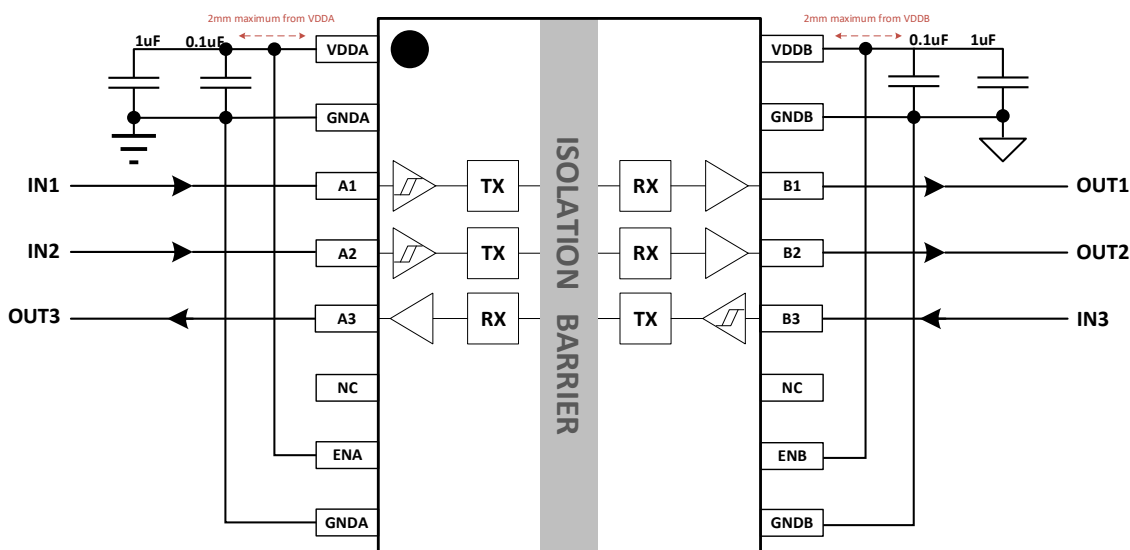 2mm maximum from VDDA
2mm maximum from VDDB
1uF
0.1uF
VDDA
VDDB
0.1uF
1uF
GNDA
GNDB
IN1
A1
TX
RX
B1
OUT1
IN2
A2
TX
RX
B2
OUT2
OUT3
A3
RX
TX
B3
IN3
ISOLATION BARRIER
NC
NC
ENA
ENB
GNDA
GNDB